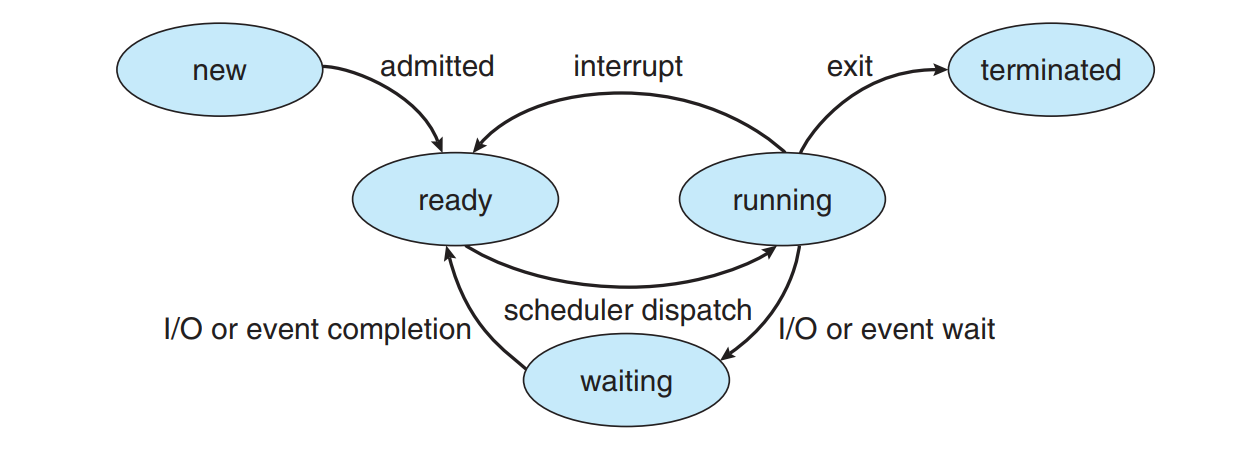 new
admitted
interrupt
exit
terminated
ready
running
scheduler dispatch
I/O or event completion
I/O or event wait
waiting